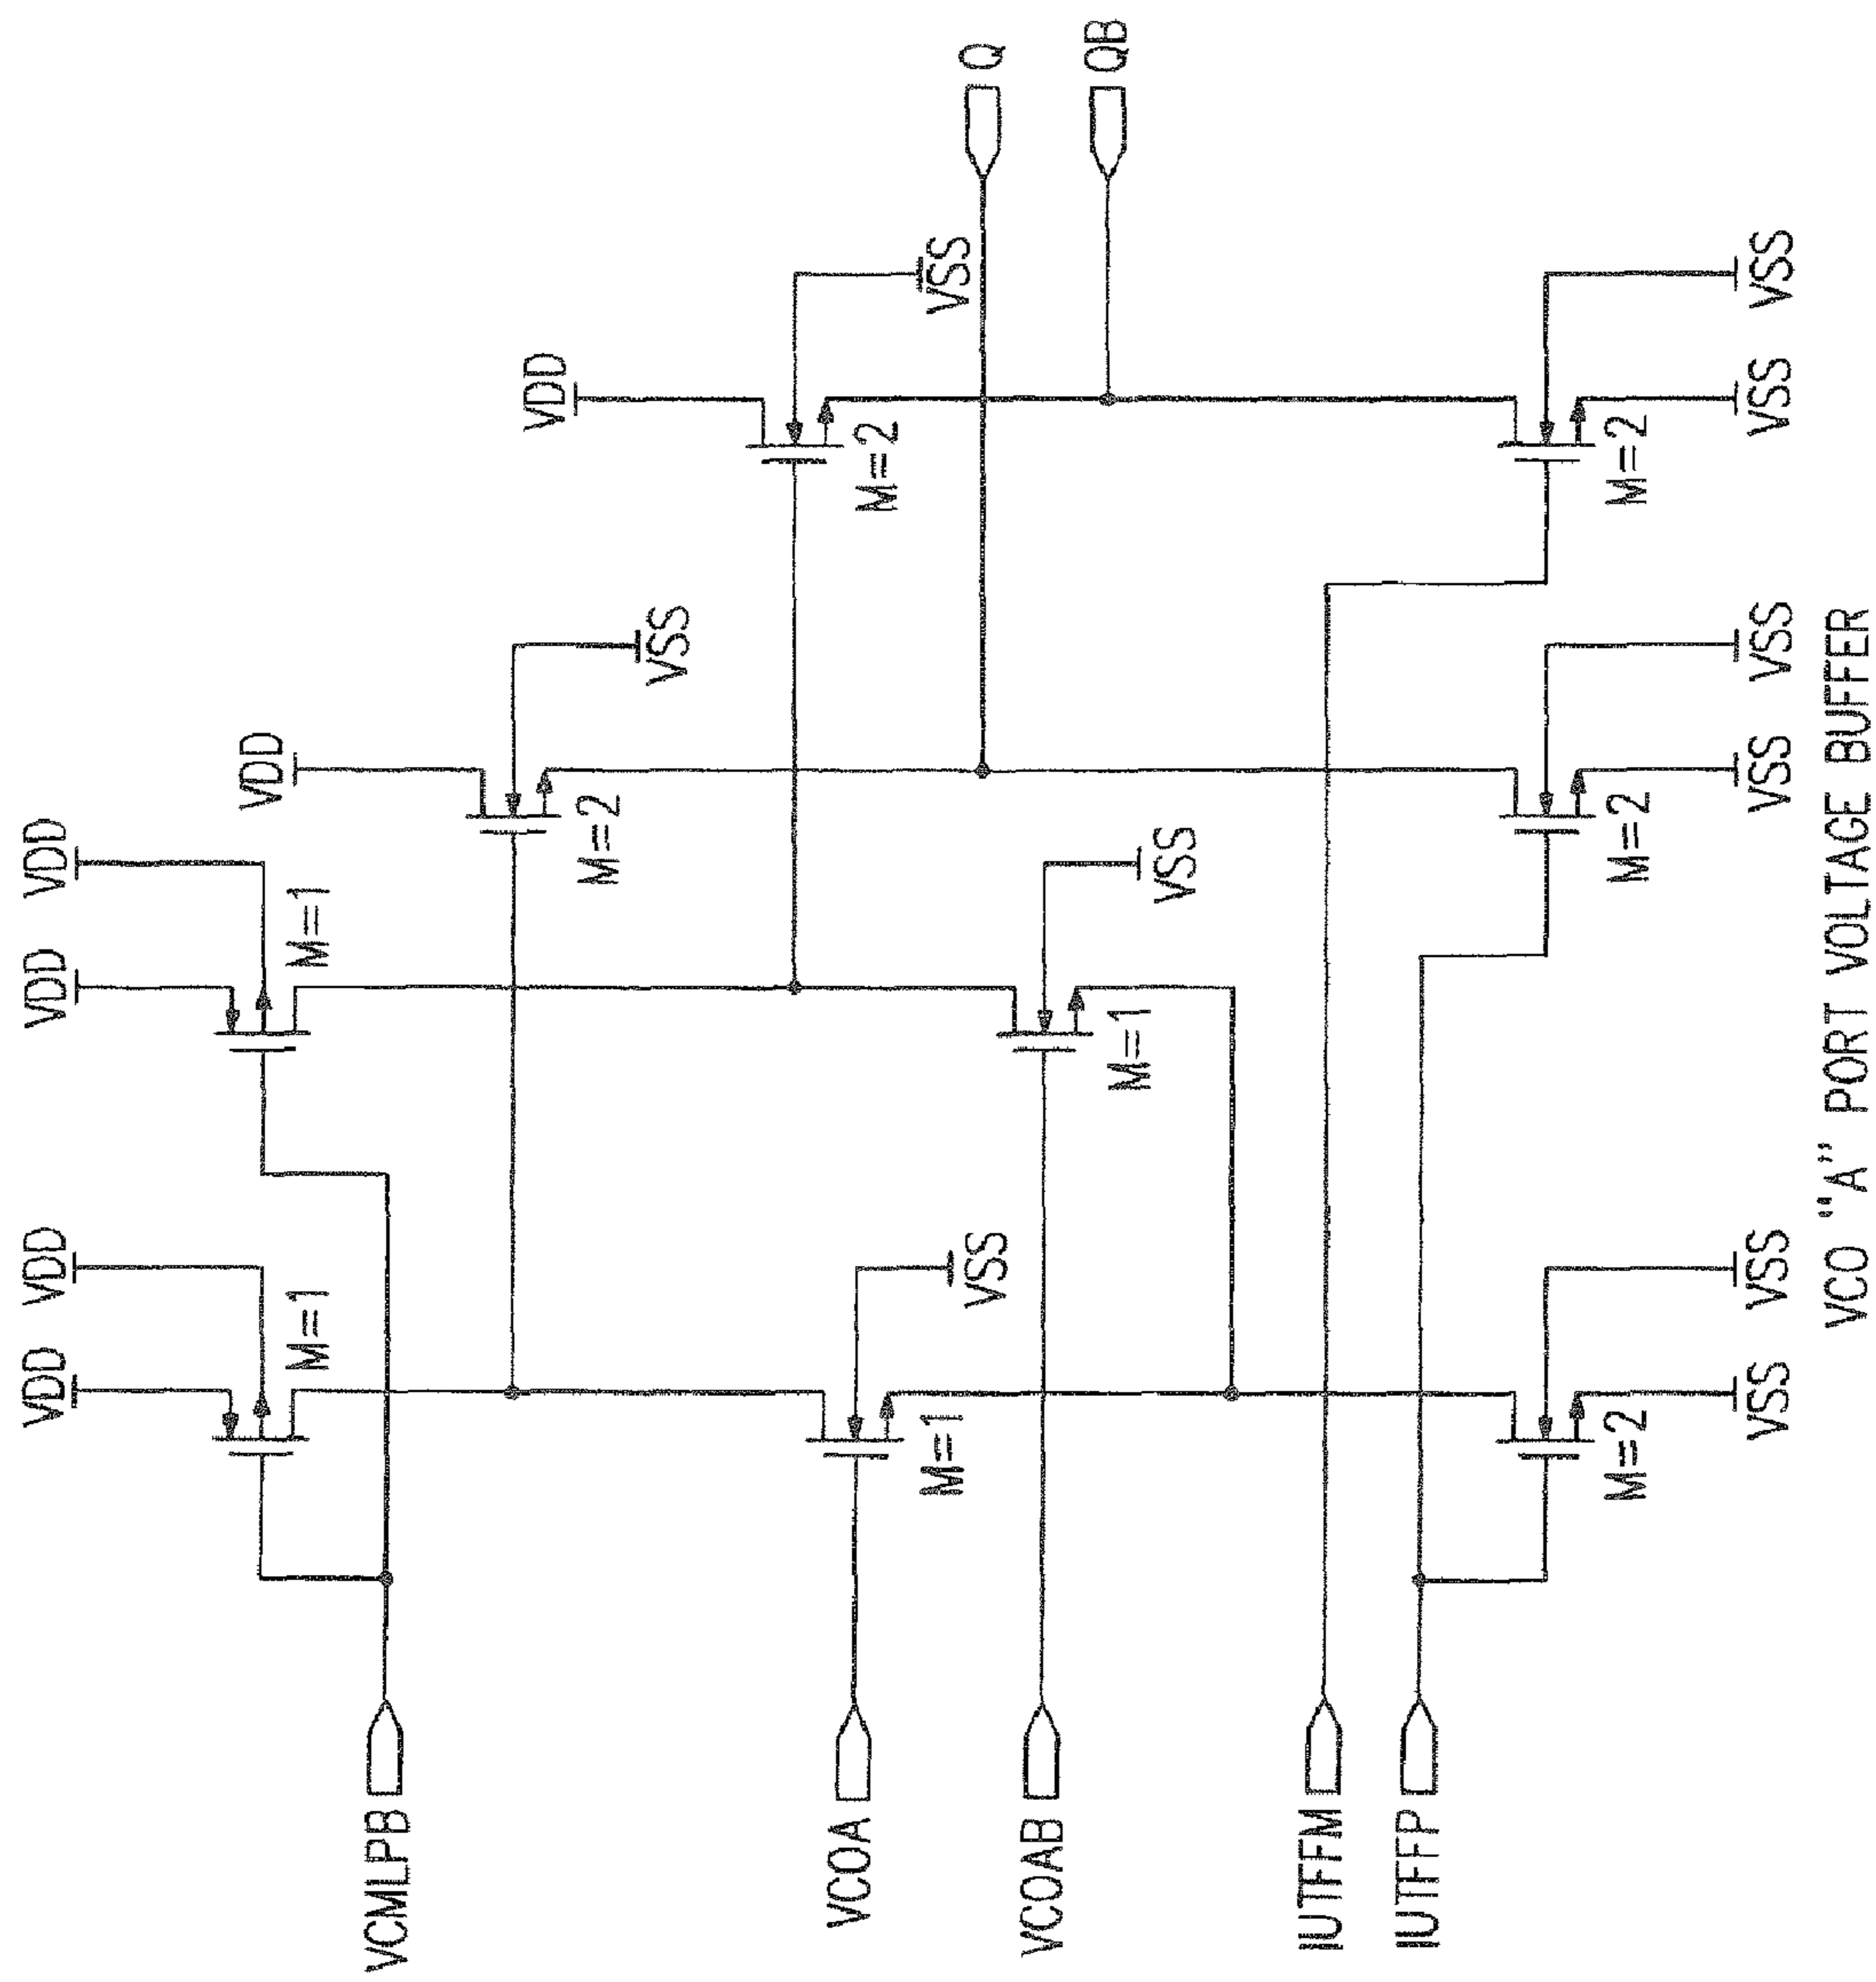 VDD
VDD
VDD
VDD
M=1
M=1
VDD
VDD
VCMLPB
M=2
VSS
M=2
VSS
VCOA
M=1
VSS
Q
VCOAB
M=1
VSS
QB
IUTFFM
IUTFFP
M=2
M=2
M=2
VSS
VSS
VSS
VSS
VSS
VSS
VCO "A" PORT VOLTAGE BUFFER